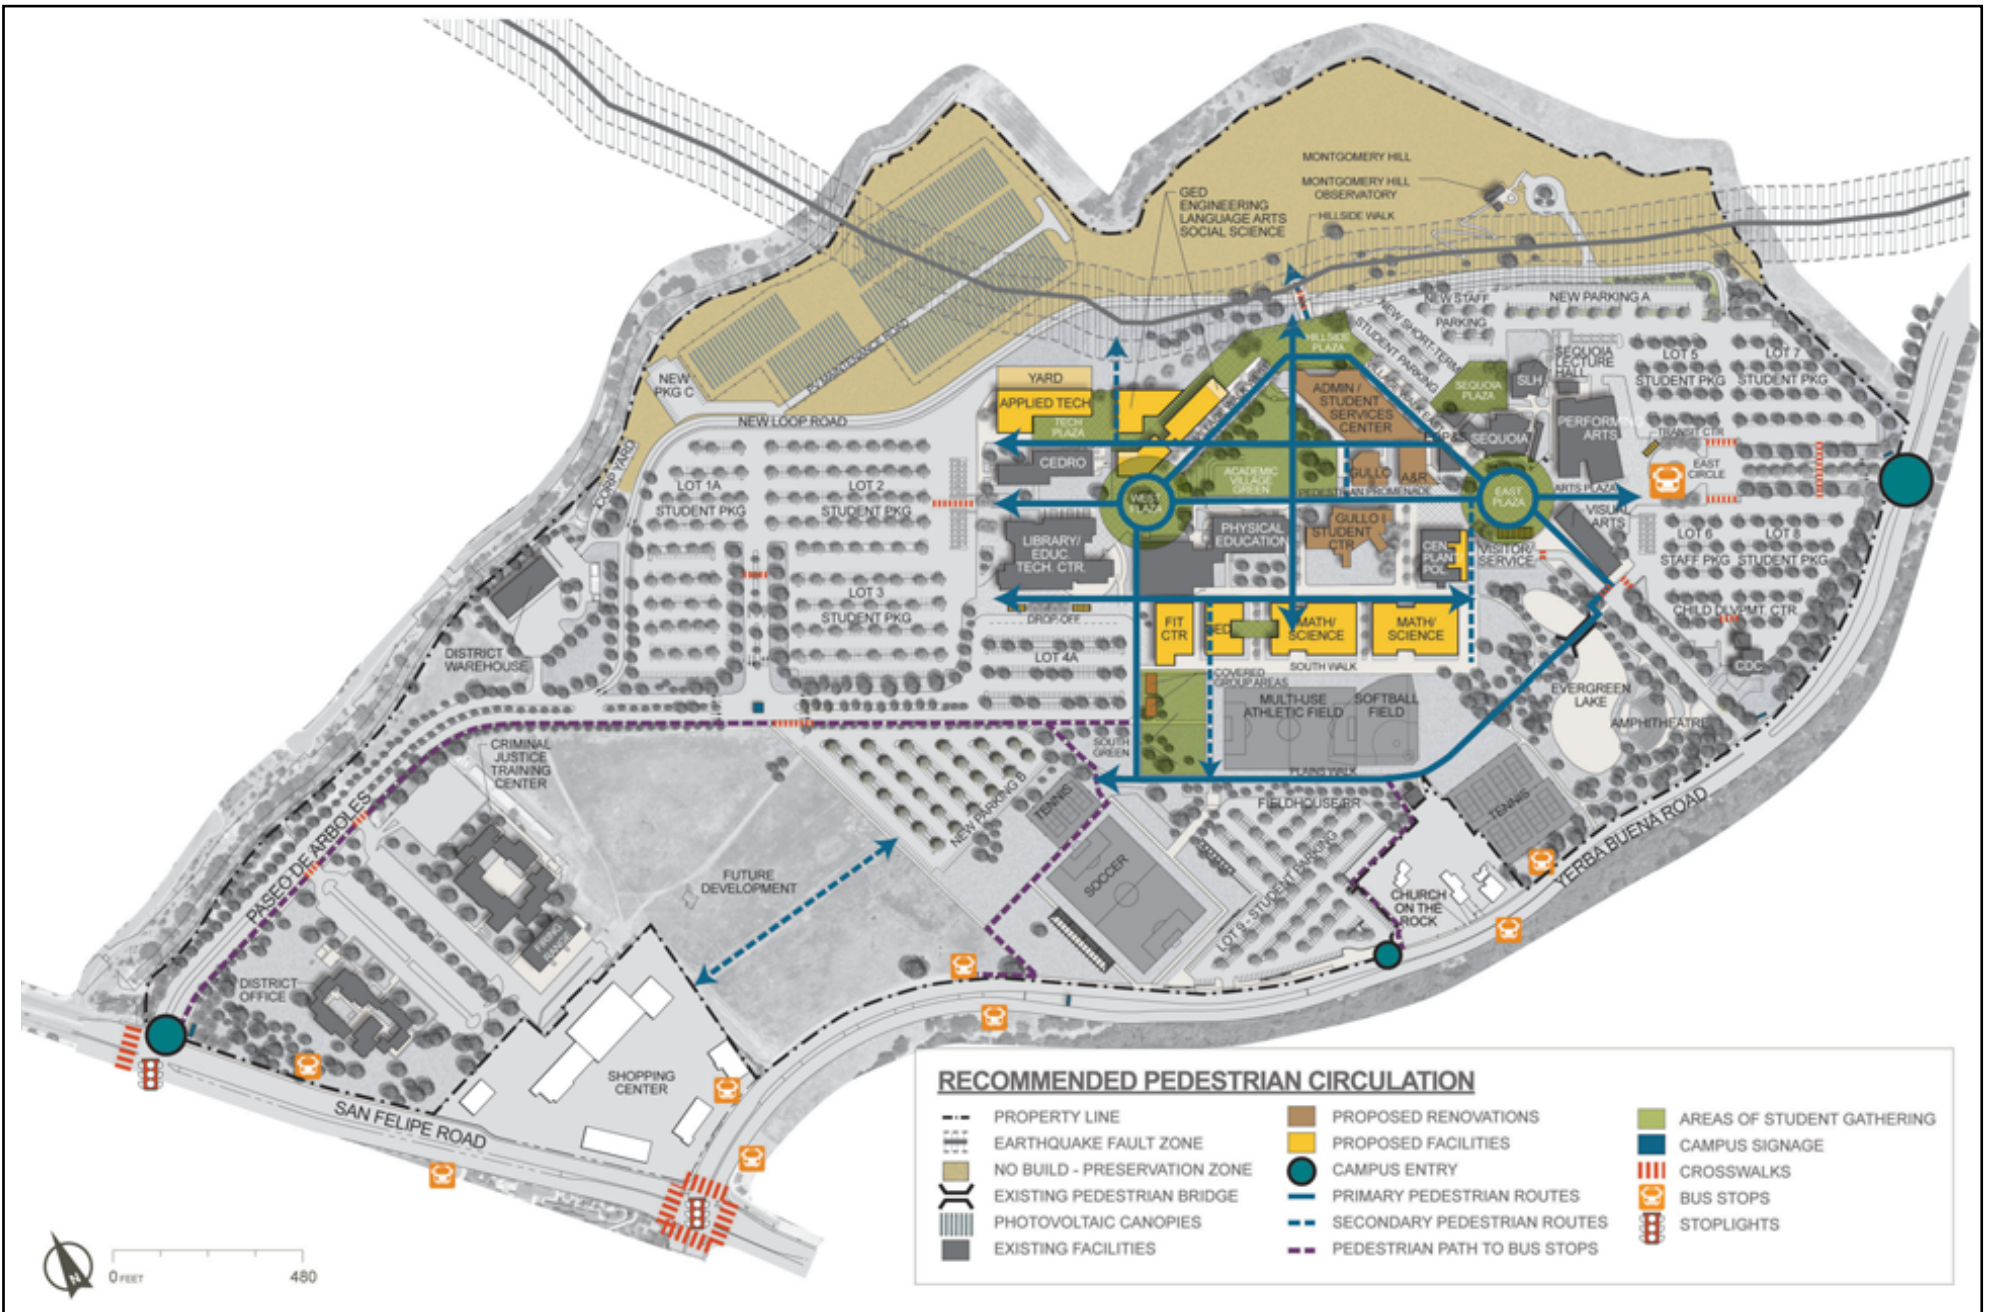 MONTGOMERY HILL
MONTGOMERY HILL
OBSERVATORY
HILLSIDE WALK
GED
ENGINEERING
LANGUAGE ARTS
SOCIAL SCIENCE
NEW STAFF
PARKING
NEW PARKING A
NEW SHORT-TERM
STUDENT PARKING
HILLSIDE
PLAZA
SEQUOIA
LECTURE
HALL
LOT 5
STUDENT PKG
LOT 7
STUDENT PKG
PV MAINTENANCE ROAD
NEW
PKG C
NEW LOOP ROAD
YARD
APPLIED TECH
TECH
PLAZA
ADMIN /
STUDENT
SERVICES
CENTER
SEQUOIA
PLAZA
SLH
PERFORMING
ARTS
SEQUOIA
TRANSIT CTR
EAST
CIRCLE
CORP YARD
CEDRO
LOT 1A
STUDENT PKG
LOT 2
STUDENT PKG
WEST
PLAZA
ACADEMIC
VILLAGE
GREEN
GULLO
A&R
PEDESTRIAN PROMENADE
EAST
PLAZA
ARTS PLAZA
VISUAL
ARTS
LIBRARY/
EDUC.
TECH. CTR.
PHYSICAL
EDUCATION
GULLO I
STUDENT
CTR
CEN
PLANT
POL
VISITOR/
SERVICE
LOT 6
STAFF PKG
LOT 8
STUDENT PKG
LOT 3
STUDENT PKG
DROP-OFF
CHILD DLVPMT. CTR
CDC
FIT
CTR
MATH/
SCIENCE
MATH/
SCIENCE
DISTRICT
WAREHOUSE
LOT 4A
SOUTH WALK
COVERED
GROUP AREAS
MULTI-USE
ATHLETIC FIELD
SOFTBALL
FIELD
EVERGREEN
LAKE
AMPHITHEATRE
CRIMINAL
JUSTICE
TRAINING
CENTER
SOUTH
GREEN
PLAINS WALK
PASEO DE ARBOLES
NEW PARKING B
TENNIS
FIELDHOUSE/RR
TENNIS
YERBA BUENA ROAD
FUTURE
DEVELOPMENT
SOCCER
LOT 9 - STUDENT PARKING
CHURCH
ON THE
ROCK
FIRING
RANGE
DISTRICT
OFFICE
SHOPPING
CENTER
SAN FELIPE ROAD
N
0 FEET
480
RECOMMENDED PEDESTRIAN CIRCULATION
PROPERTY LINE
EARTHQUAKE FAULT ZONE
NO BUILD - PRESERVATION ZONE
EXISTING PEDESTRIAN BRIDGE
PHOTOVOLTAIC CANOPIES
EXISTING FACILITIES
PROPOSED RENOVATIONS
PROPOSED FACILITIES
CAMPUS ENTRY
PRIMARY PEDESTRIAN ROUTES
SECONDARY PEDESTRIAN ROUTES
PEDESTRIAN PATH TO BUS STOPS
AREAS OF STUDENT GATHERING
CAMPUS SIGNAGE
CROSSWALKS
BUS STOPS
STOPLIGHTS